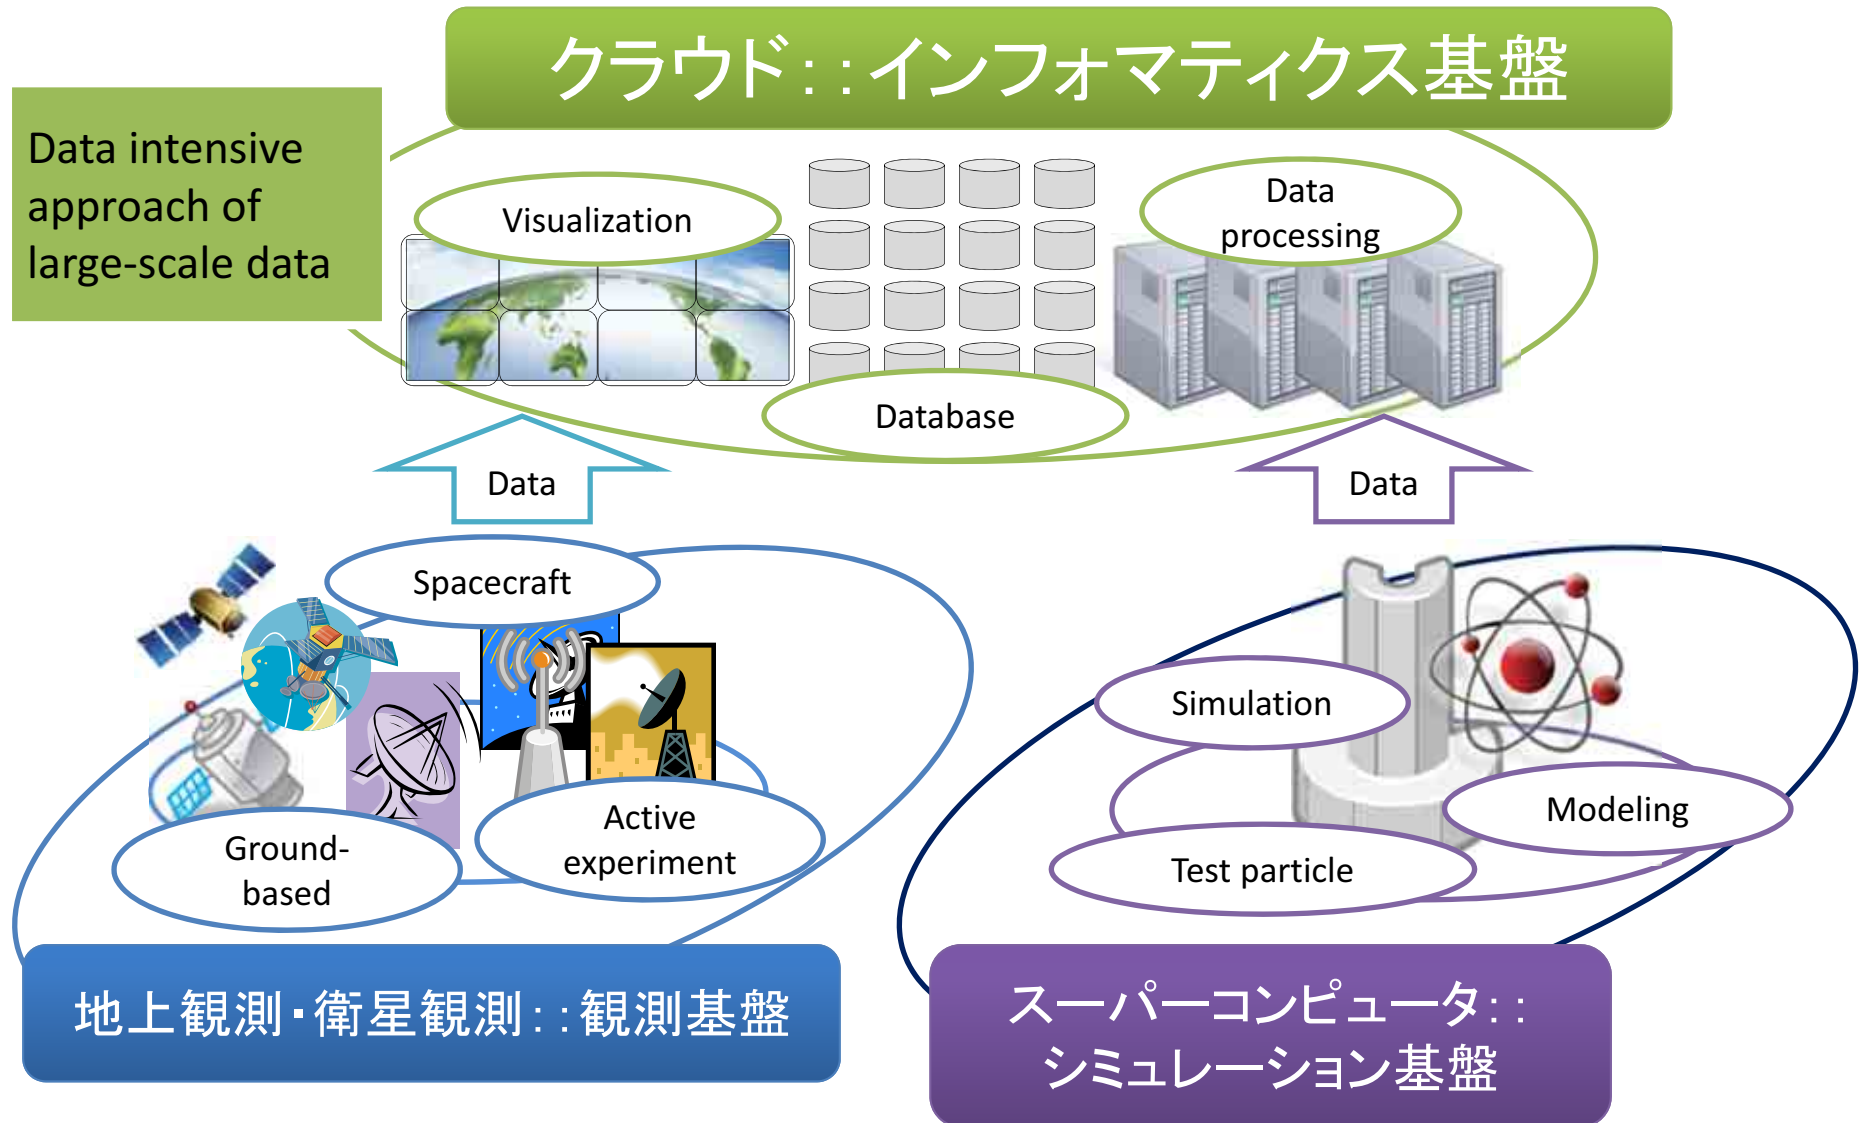 クラウド：：インフォマティクス基盤
Data intensive
approach of
large-scale data
Visualization
Data
processing
Database
Data
Data
Spacecraft
Ground-
based
Active
experiment
Simulation
Modeling
Test particle
地上観測・衛星観測：：観測基盤
スーパーコンピュータ：：
シミュレーション基盤